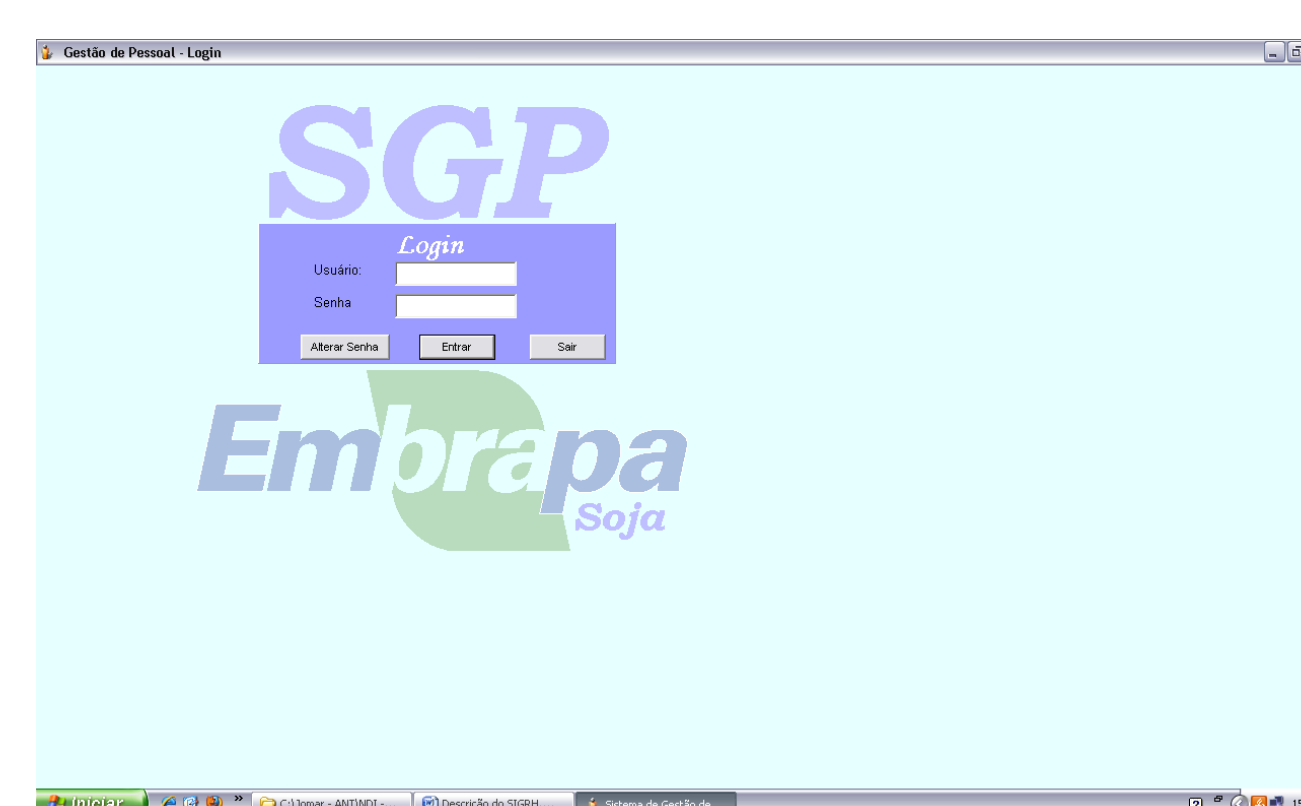 Gestão de Pessoal - Login
SGP
Login
Usuário:
Senha
Alterar Senha
Entrar
Sair
Embrapa
Soja
Iniciar
»
C:\Jomar - ANT\NDI - ...
Descrição do SIGRH...
Sistema de Gestão de